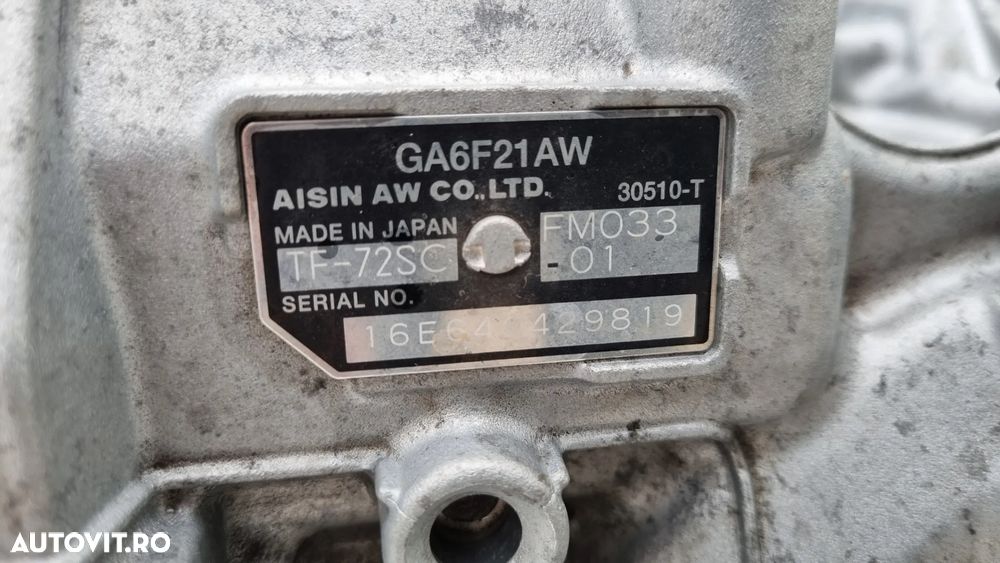 GA6F21AW
AISIN AW CO.,LTD. 30510-T
MADE IN JAPAN FM033
TF-72SC -01
SERIAL NO.
429819
AUTOVIT.RO